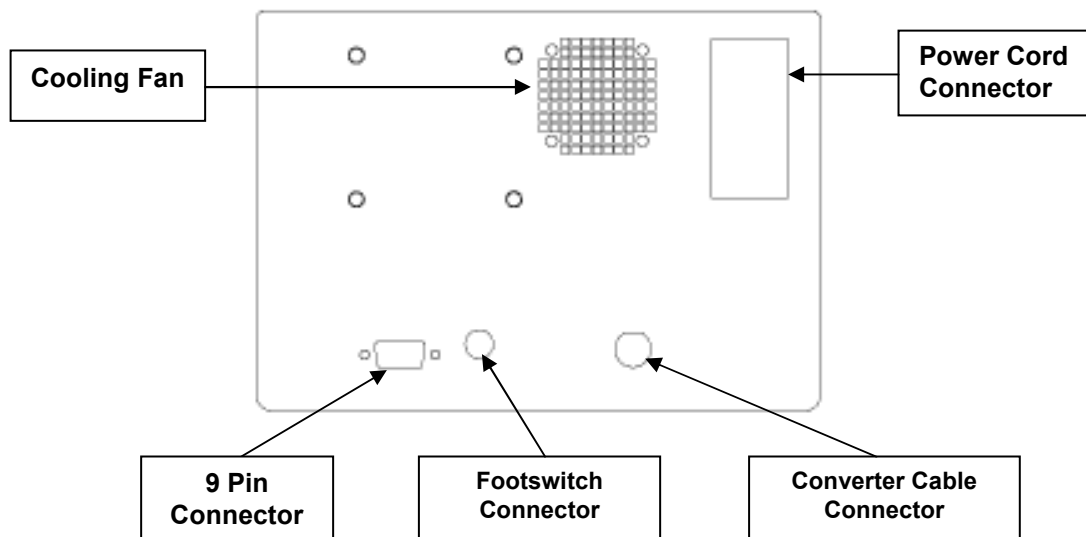 Cooling Fan
Power Cord
Connector
9 Pin
Connector
Footswitch
Connector
Converter Cable
Connector